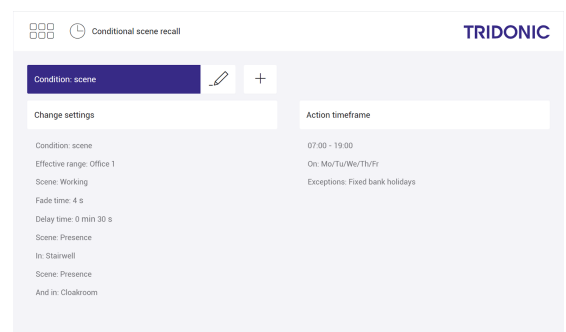 Conditional scene recall
TRIDONIC
Condition: scene
Change settings
Condition: scene
Effective range: Office 1
Scene: Working
Fade time: 4 s
Delay time: 0 min 30 s
Scene: Presence
In: Stairwell
Scene: Presence
And in: Cloakroom
Action timeframe
07:00 - 19:00
On: Mo/Tu/We/Th/Fr
Exceptions: Fixed bank holidays